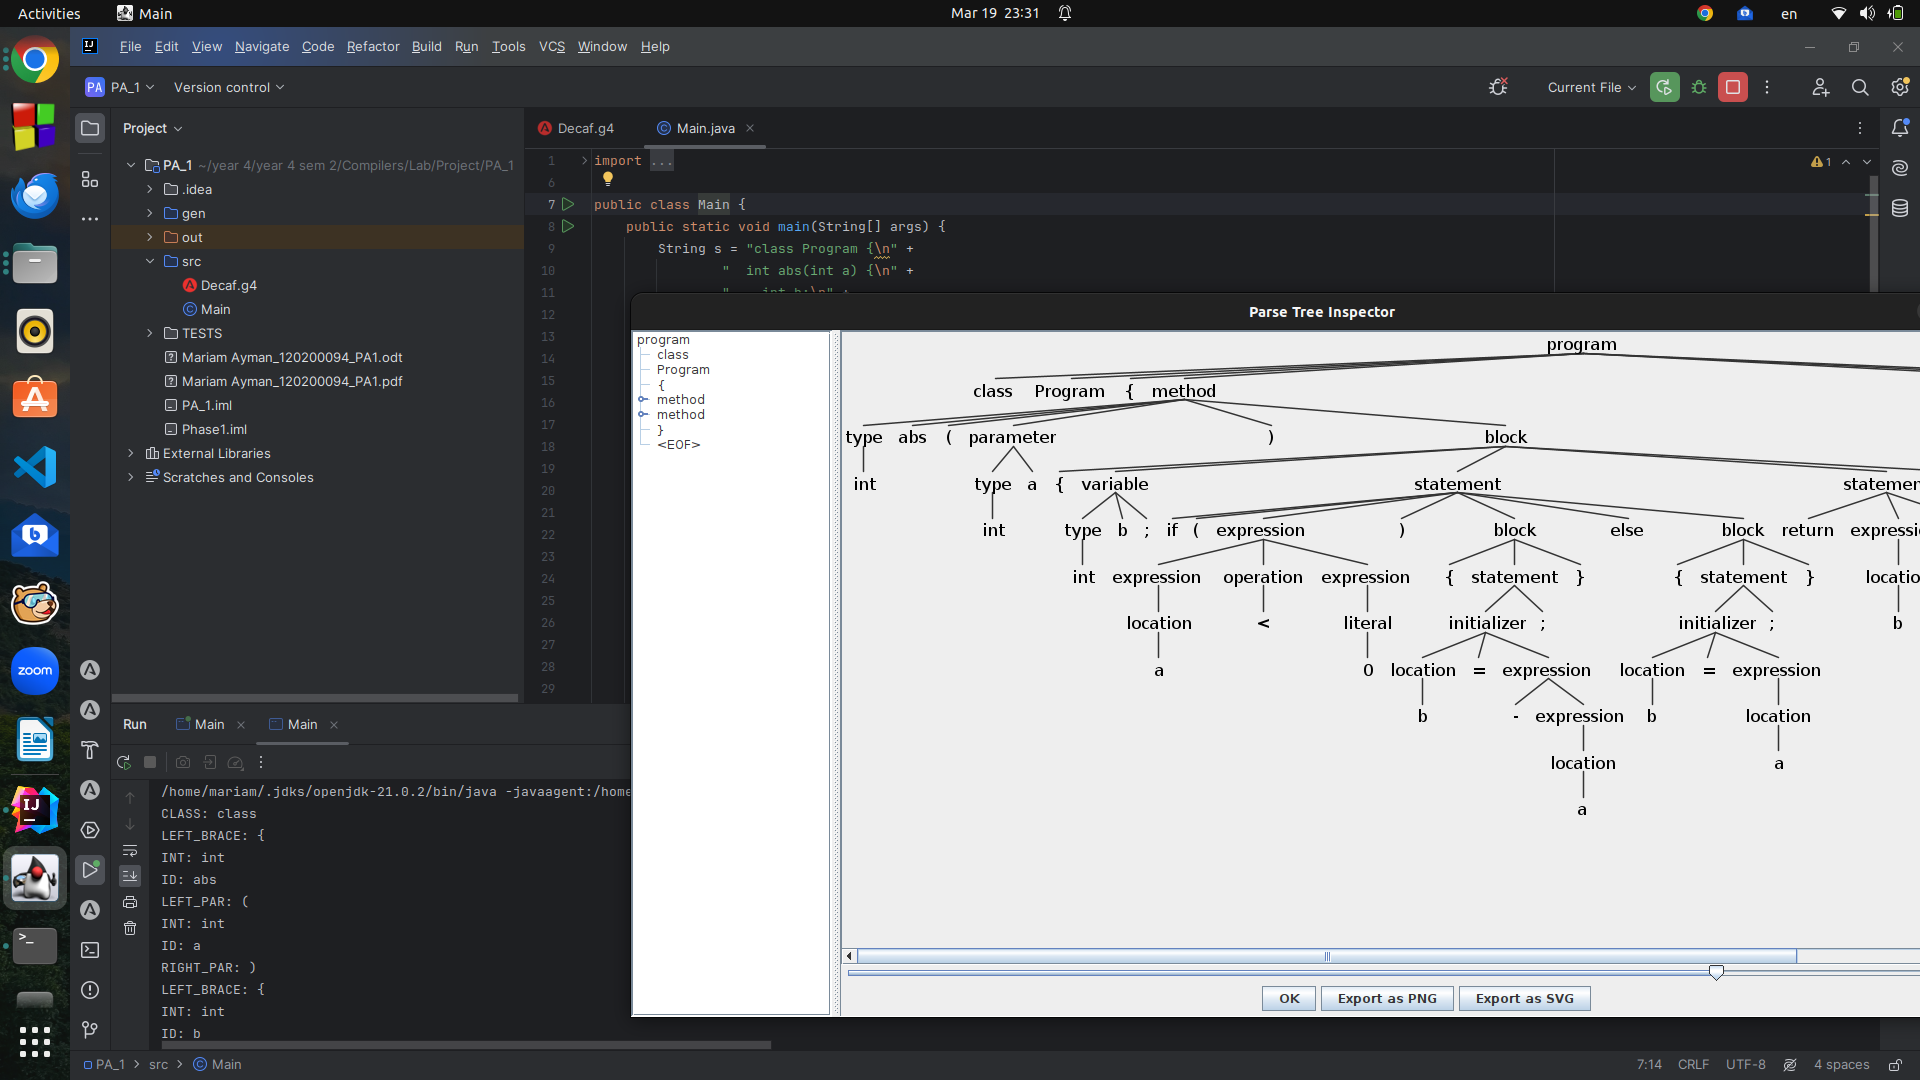 Activities Main Mar 19 23:31 en
File Edit View Navigate Code Refactor Build Run Tools VCS Window Help
PA PA_1 Version control Current File
Project
PA_1 ~/year 4/year 4 sem 2/Compilers/Lab/Project/PA_1
.idea
gen
out
src
Decaf.g4
Main
TESTS
Mariam Ayman_120200094_PA1.odt
Mariam Ayman_120200094_PA1.pdf
PA_1.iml
Phase1.iml
External Libraries
Scratches and Consoles
Decaf.g4 Main.java
1 import ...
1
6
7 public class Main {
8 public static void main(String[] args) {
9 String s = "class Program {\n" +
10 "  int abs(int a) {\n" +
11 "    int b;\n" +
12
13
14
15
16
17
18
19
20
21
22
23
24
25
26
27
28
29
Parse Tree Inspector
program
class
Program
{
method
method
}
<EOF>
program
class Program { method
type abs ( parameter ) block
int type a { variable statement
int type b ; if ( expression ) block else block return
int expression operation expression { statement } { statement }
location < literal initializer ; initializer ; b
a 0 location = expression location = expression
b - expression b location
location a
a
OK Export as PNG Export as SVG
Run Main Main
/home/mariam/.jdks/openjdk-21.0.2/bin/java -javaagent:/home
CLASS: class
LEFT_BRACE: {
INT: int
ID: abs
LEFT_PAR: (
INT: int
ID: a
RIGHT_PAR: )
LEFT_BRACE: {
INT: int
ID: b
zoom
PA_1 src Main 7:14 CRLF UTF-8 4 spaces